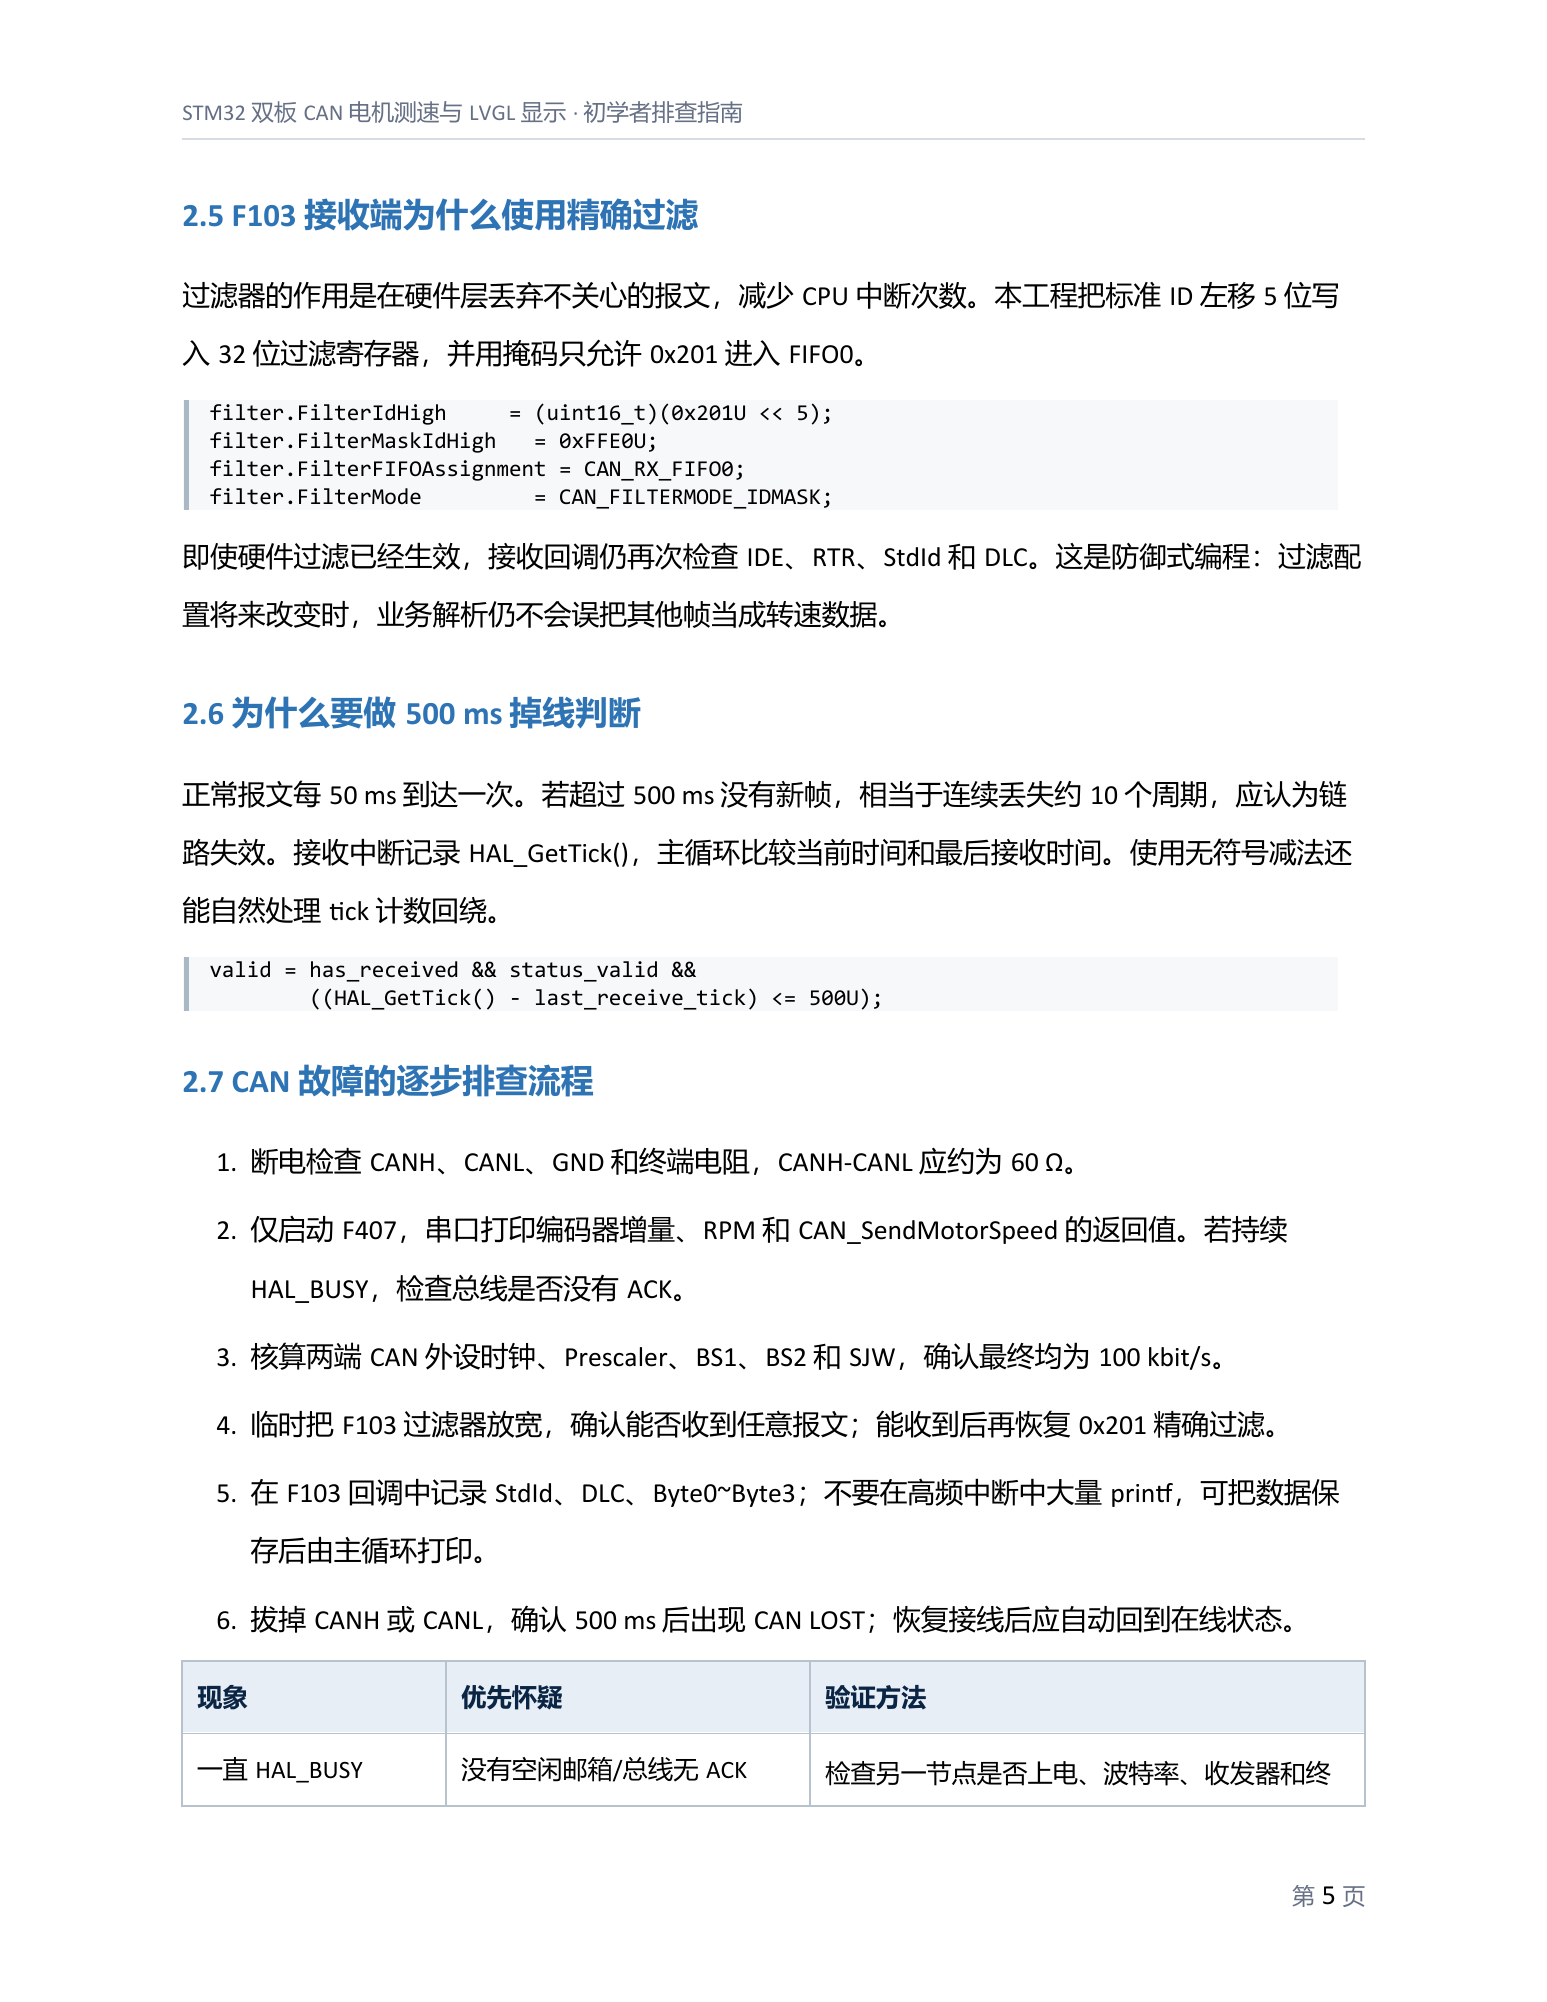 STM32 双板 CAN 电机测速与 LVGL 显示 · 初学者排查指南
2.5 F103 接收端为什么使用精确过滤
过滤器的作用是在硬件层丢弃不关心的报文，减少 CPU 中断次数。本工程把标准 ID 左移 5 位写
入 32 位过滤寄存器，并用掩码只允许 0x201 进入 FIFO0。
filter.FilterIdHigh     = (uint16_t)(0x201U << 5);
filter.FilterMaskIdHigh   = 0xFFE0U;
filter.FilterFIFOAssignment = CAN_RX_FIFO0;
filter.FilterMode         = CAN_FILTERMODE_IDMASK;
即使硬件过滤已经生效，接收回调仍再次检查 IDE、RTR、StdId 和 DLC。这是防御式编程：过滤配
置将来改变时，业务解析仍不会误把其他帧当成转速数据。
2.6 为什么要做 500 ms 掉线判断
正常报文每 50 ms 到达一次。若超过 500 ms 没有新帧，相当于连续丢失约 10 个周期，应认为链
路失效。接收中断记录 HAL_GetTick()，主循环比较当前时间和最后接收时间。使用无符号减法还
能自然处理 tick 计数回绕。
valid = has_received && status_valid &&
        ((HAL_GetTick() - last_receive_tick) <= 500U);
2.7 CAN 故障的逐步排查流程
1. 断电检查 CANH、CANL、GND 和终端电阻，CANH-CANL 应约为 60 Ω。
2. 仅启动 F407，串口打印编码器增量、RPM 和 CAN_SendMotorSpeed 的返回值。若持续
HAL_BUSY，检查总线是否没有 ACK。
3. 核算两端 CAN 外设时钟、Prescaler、BS1、BS2 和 SJW，确认最终均为 100 kbit/s。
4. 临时把 F103 过滤器放宽，确认能否收到任意报文；能收到后再恢复 0x201 精确过滤。
5. 在 F103 回调中记录 StdId、DLC、Byte0~Byte3；不要在高频中断中大量 printf，可把数据保
存后由主循环打印。
6. 拔掉 CANH 或 CANL，确认 500 ms 后出现 CAN LOST；恢复接线后应自动回到在线状态。
现象 优先怀疑 验证方法
一直 HAL_BUSY 没有空闲邮箱/总线无 ACK 检查另一节点是否上电、波特率、收发器和终
第 5 页